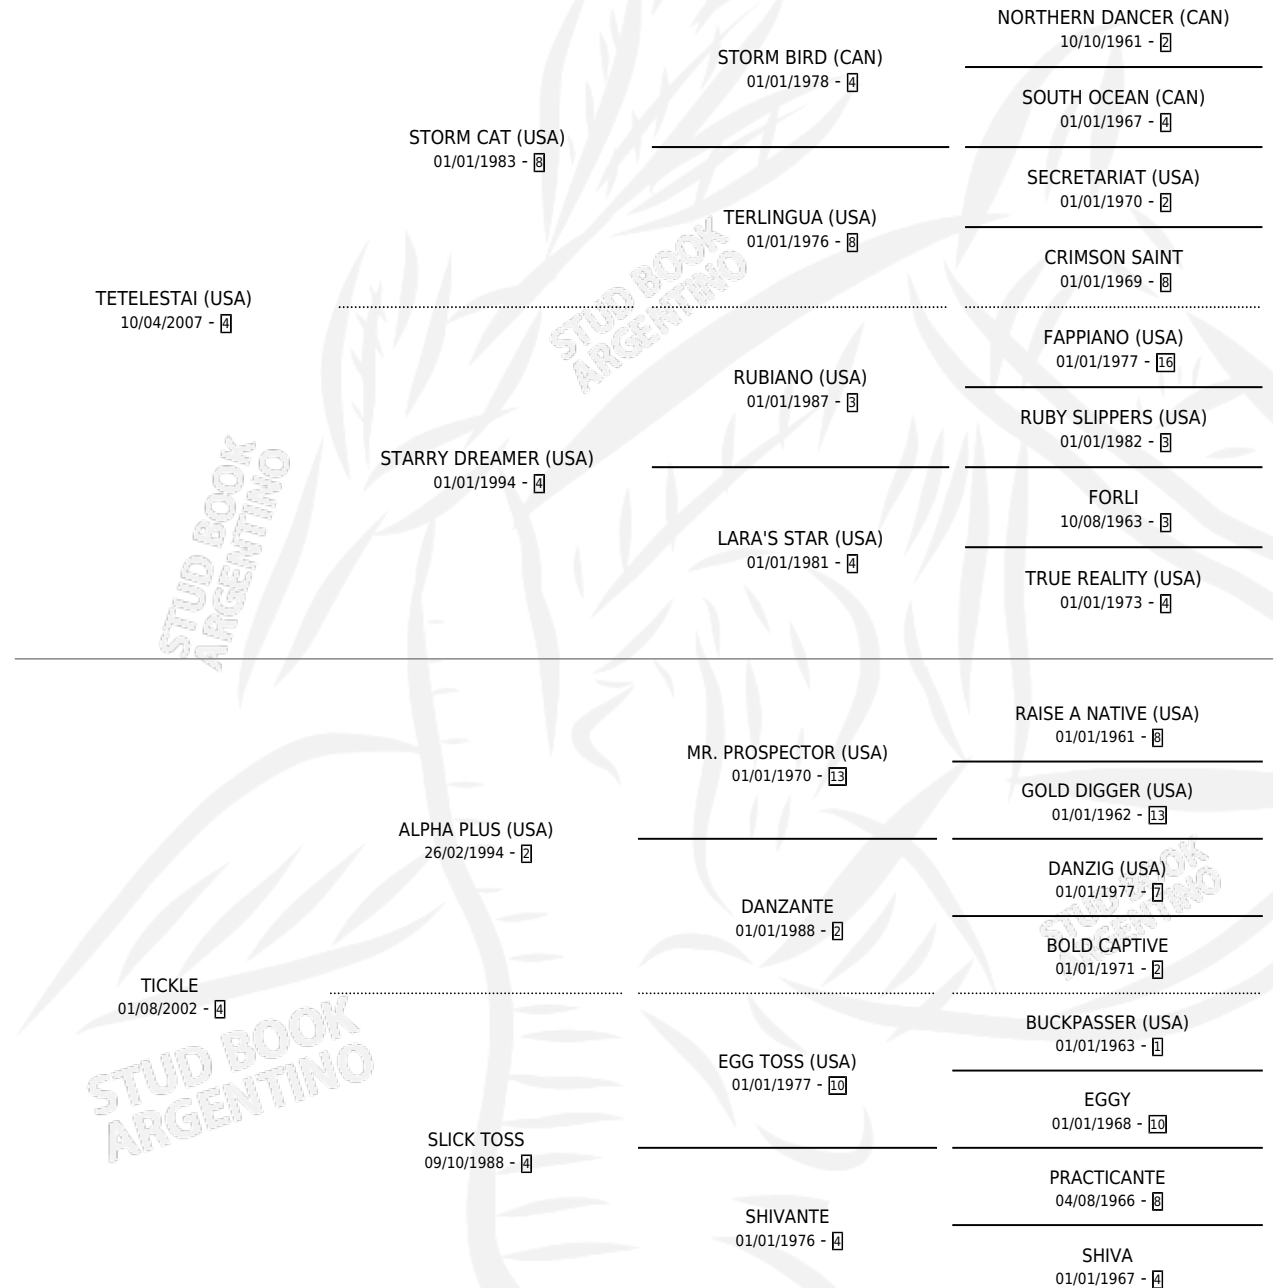 NORTHERN DANCER (CAN)
10/10/1961 - 2
STORM BIRD (CAN)
01/01/1978 - 4
SOUTH OCEAN (CAN)
01/01/1967 - 4
STORM CAT (USA)
01/01/1983 - 8
SECRETARIAT (USA)
01/01/1970 - 2
TERLINGUA (USA)
01/01/1976 - 8
CRIMSON SAINT
01/01/1969 - 8
TETELESTAI (USA)
10/04/2007 - 4
STUD BOOK
ARGENTINO
FAPPIANO (USA)
01/01/1977 - 16
RUBIANO (USA)
01/01/1987 - 3
RUBY SLIPPERS (USA)
01/01/1982 - 3
STARRY DREAMER (USA)
01/01/1994 - 4
FORLI
10/08/1963 - 3
LARA'S STAR (USA)
01/01/1981 - 4
TRUE REALITY (USA)
01/01/1973 - 4
STUD BOOK
ARGENTINO
RAISE A NATIVE (USA)
01/01/1961 - 8
MR. PROSPECTOR (USA)
01/01/1970 - 13
GOLD DIGGER (USA)
01/01/1962 - 13
ALPHA PLUS (USA)
26/02/1994 - 2
DANZIG (USA)
01/01/1977 - 7
DANZANTE
01/01/1988 - 2
STUD BOOK
ARGENTINO
BOLD CAPTIVE
01/01/1971 - 2
TICKLE
01/08/2002 - 4
STUD BOOK
ARGENTINO
BUCKPASSER (USA)
01/01/1963 - 1
EGG TOSS (USA)
01/01/1977 - 10
EGGY
01/01/1968 - 10
SLICK TOSS
09/10/1988 - 4
PRACTICANTE
04/08/1966 - 8
SHIVANTE
01/01/1976 - 4
SHIVA
01/01/1967 - 4